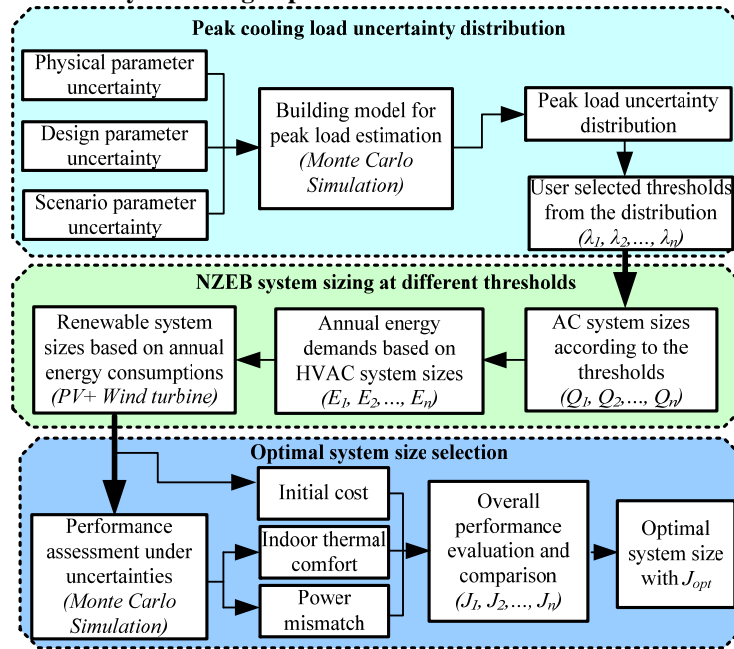 Peak cooling load uncertainty distribution
Physical parameter
uncertainty
Design parameter
uncertainty
Scenario parameter
uncertainty
Building model for
peak load estimation
(Monte Carlo
Simulation)
Peak load uncertainty
distribution
User selected thresholds
from the distribution
(λ1, λ2,..., λn)
NZEB system sizing at different thresholds
Renewable system
sizes based on annual
energy consumptions
(PV+ Wind turbine)
Annual energy
demands based on
HVAC system sizes
(E1, E2,..., En)
AC system sizes
according to the
thresholds
(Q1, Q2,..., Qn)
Optimal system size selection
Performance
assessment under
uncertainties
(Monte Carlo
Simulation)
Initial cost
Indoor thermal
comfort
Power
mismatch
Overall
performance
evaluation and
comparison
(J1, J2,..., Jn)
Optimal
system size
with Jopt